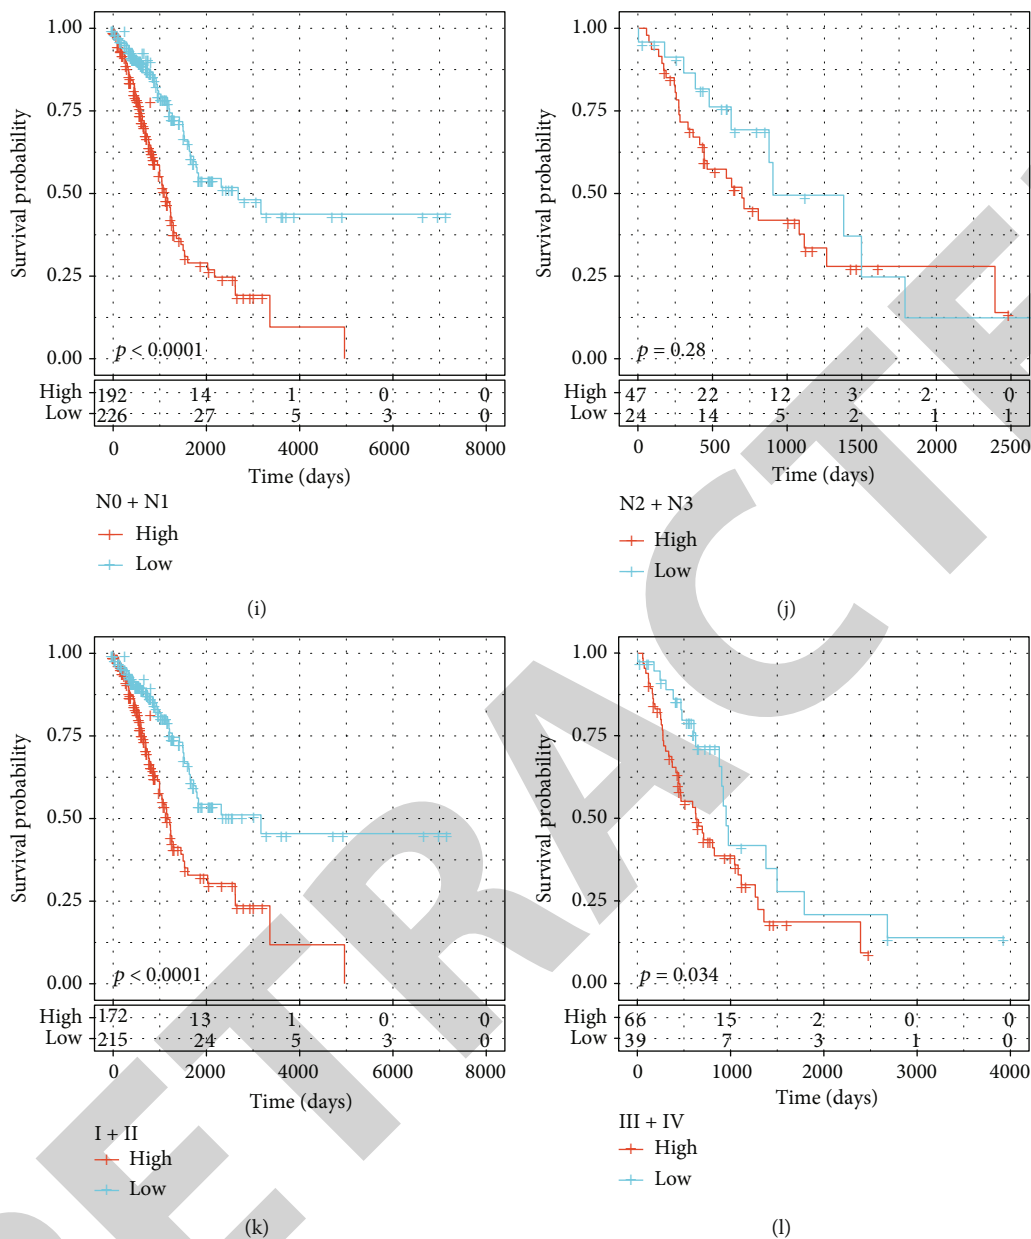 1.00
0.75
0.50
0.25
0.00
Survival probability
p < 0.0001
High 192 14 1 0 0
Low 226 27 5 3 0
0 2000 4000 6000 8000
Time (days)
N0 + N1
High
Low
(i)
1.00
0.75
0.50
0.25
0.00
Survival probability
p = 0.28
High 47 22 12 3 2 0
Low 24 14 5 2 1 1
0 500 1000 1500 2000 2500
Time (days)
N2 + N3
High
Low
(j)
1.00
0.75
0.50
0.25
0.00
Survival probability
p < 0.0001
High 172 13 1 0 0
Low 215 24 5 3 0
0 2000 4000 6000 8000
Time (days)
I + II
High
Low
(k)
1.00
0.75
0.50
0.25
0.00
Survival probability
p = 0.034
High 66 15 2 0 0
Low 39 7 3 1 0
0 1000 2000 3000 4000
Time (days)
III + IV
High
Low
(l)
RETRACTE